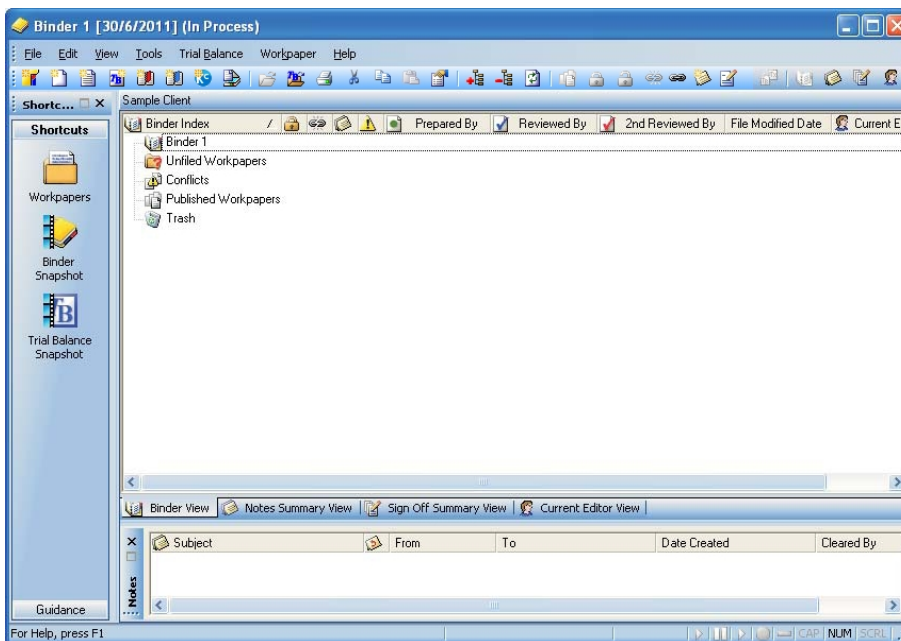 Binder 1 [30/6/2011] (In Process)
File Edit View Tools Trial Balance Workpaper Help
Shortc...
Sample Client
Shortcuts
Binder Index / Prepared By Reviewed By 2nd Reviewed By File Modified Date Current E
Binder 1
Unfiled Workpapers
Conflicts
Published Workpapers
Trash
Workpapers
Binder
Snapshot
Trial Balance
Snapshot
Binder View Notes Summary View Sign Off Summary View Current Editor View
Subject From To Date Created Cleared By
Notes
Guidance
For Help, press F1
CAP NUM SCRL